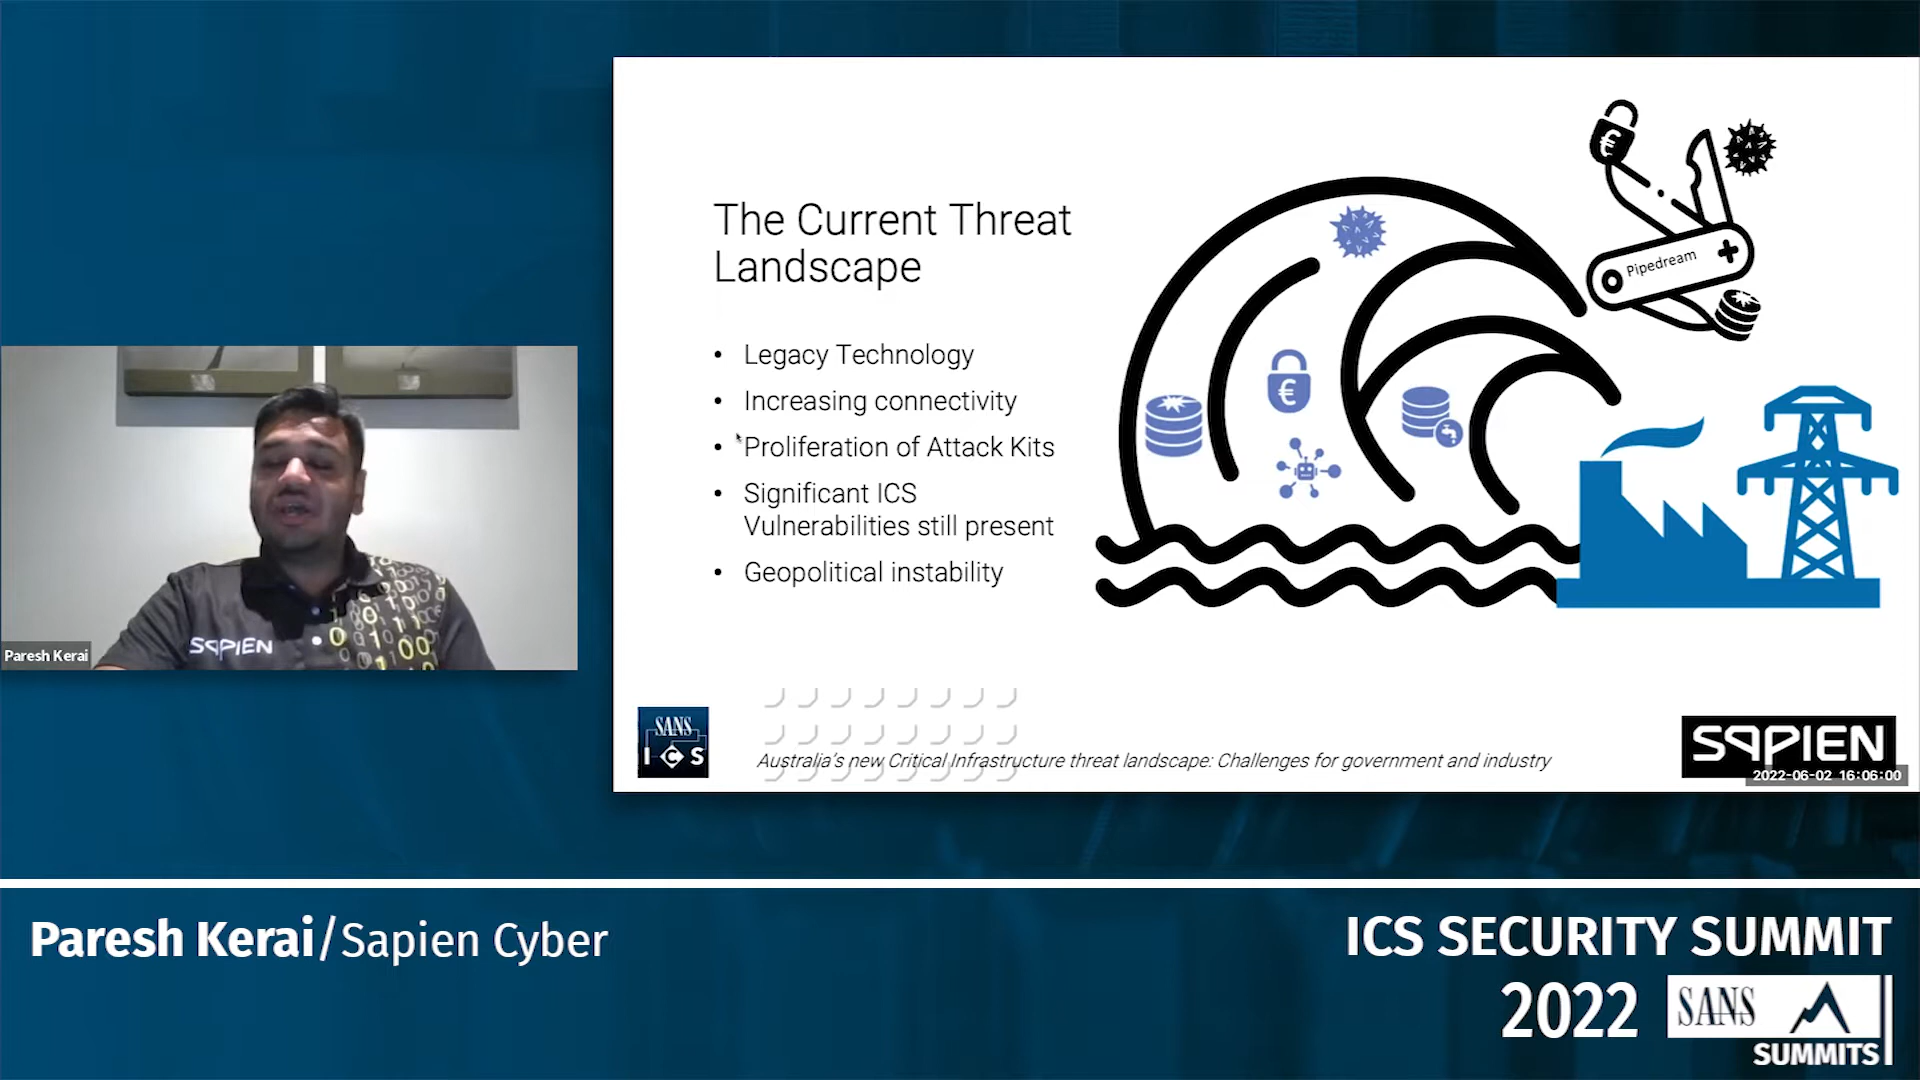 The Current Threat
Landscape
• Legacy Technology
• Increasing connectivity
• Proliferation of Attack Kits
• Significant ICS
Vulnerabilities still present
• Geopolitical instability
€
Pipedream
€
SAPIEN
Paresh Kerai
SANS
ICS
Australia's new Critical Infrastructure threat landscape: Challenges for government and industry
SAPIEN
2022-06-02 16:06:00
Paresh Kerai/Sapien Cyber
ICS SECURITY SUMMIT
2022
SANS
SUMMITS